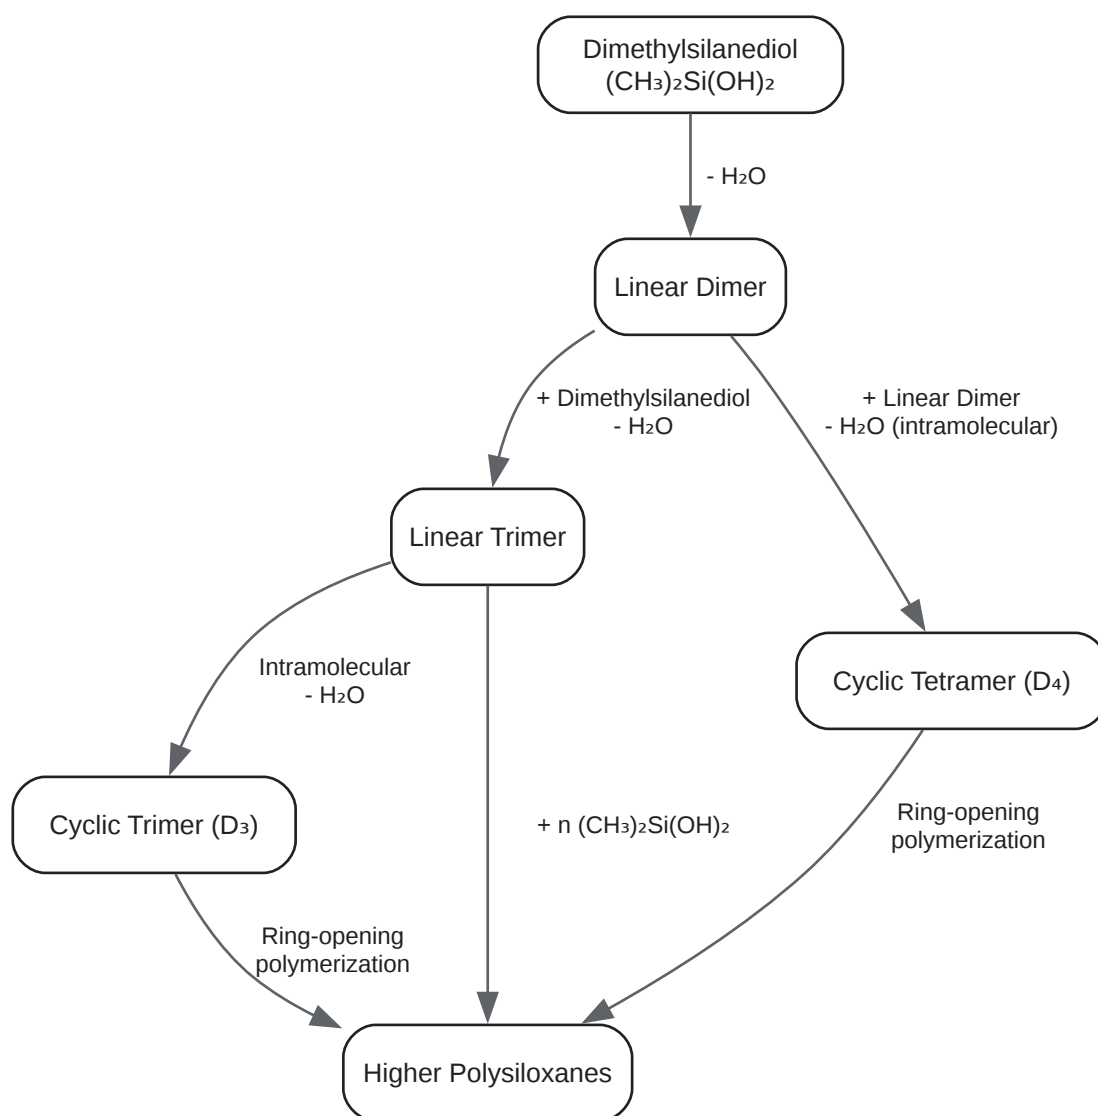 Dimethylsilanediol
(CH₃)₂Si(OH)₂
- H₂O
Linear Dimer
+ Dimethylsilanediol
- H₂O
+ Linear Dimer
- H₂O (intramolecular)
Linear Trimer
Intramolecular
- H₂O
Cyclic Tetramer (D₄)
Cyclic Trimer (D₃)
+ n (CH₃)₂Si(OH)₂
Ring-opening
polymerization
Ring-opening
polymerization
Higher Polysiloxanes